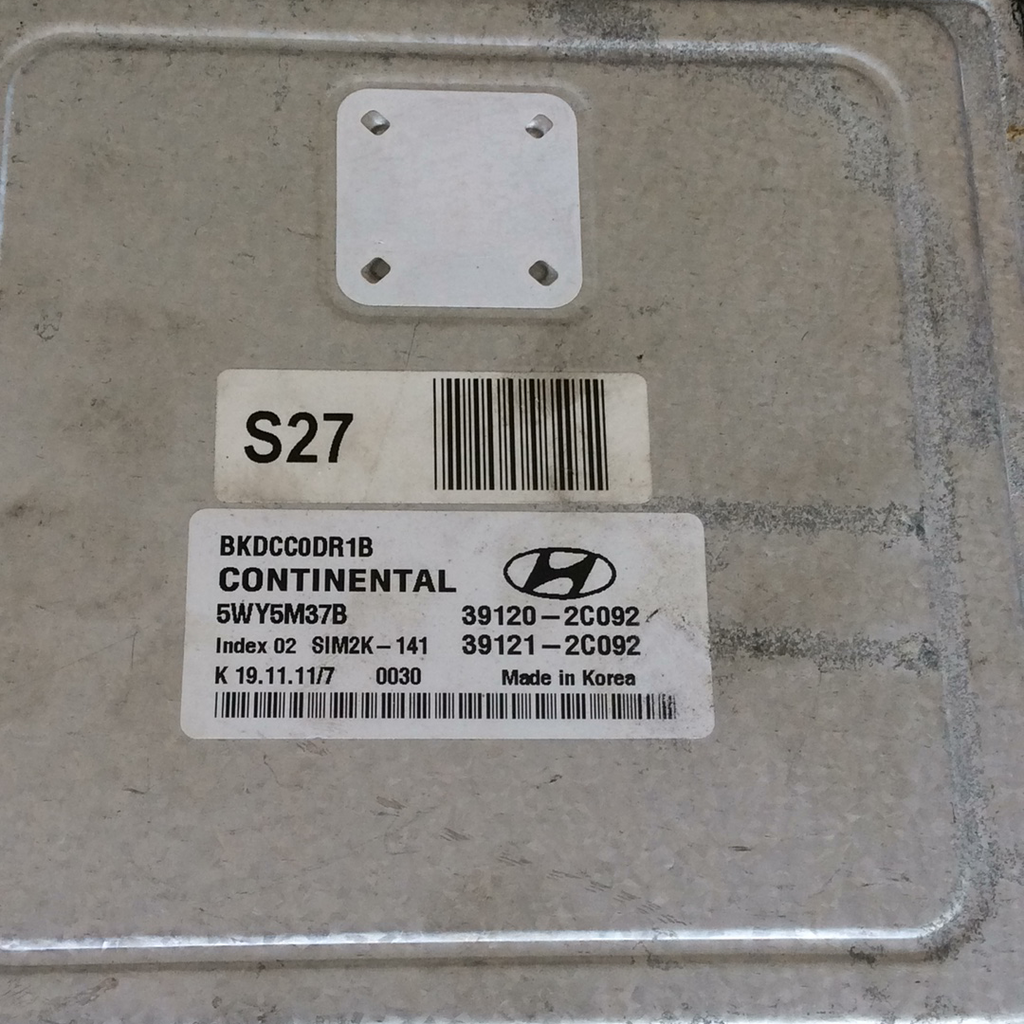 S27
BKDCC0DR1B
CONTINENTAL
5WY5M37B 39120-2C092
Index 02 SIM2K-141 39121-2C092
K 19.11.11/7 0030 Made in Korea